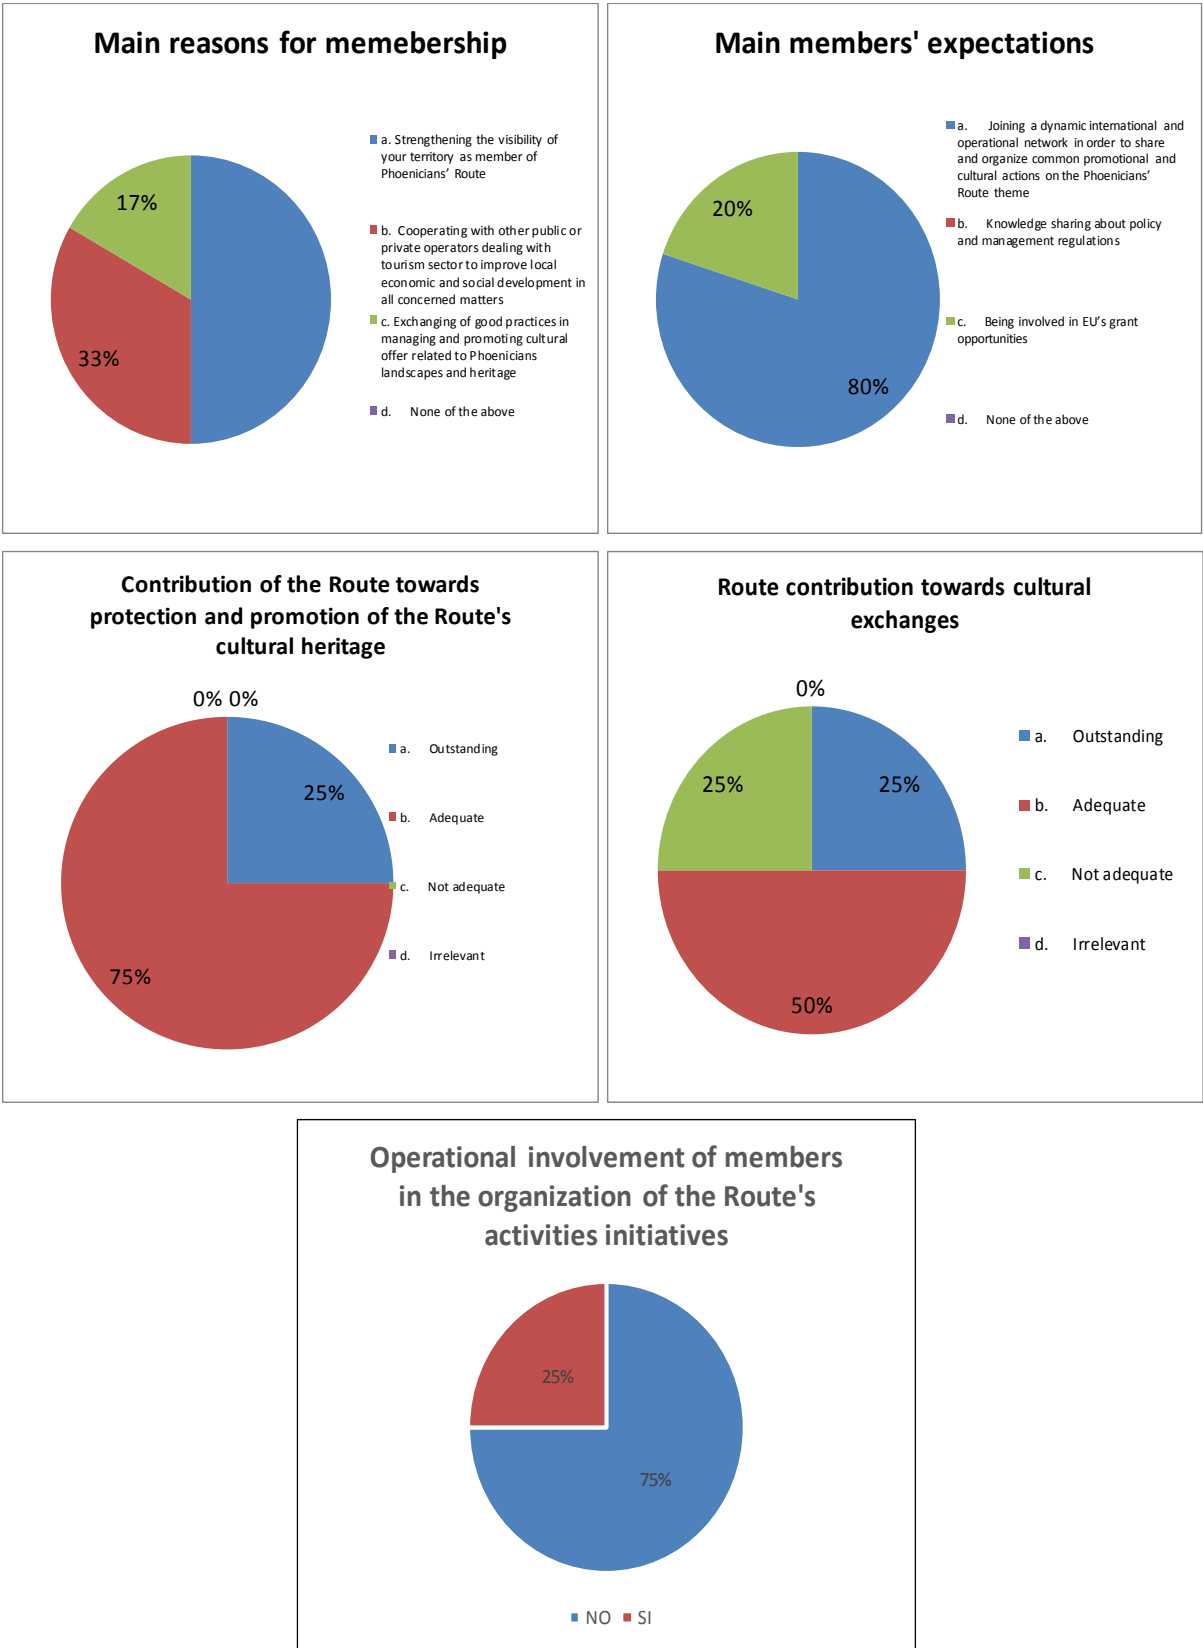 Main reasons for memebership
a. Strengthening the visibility of
your territory as member of
Phoenicians' Route
b. Cooperating with other public or
private operators dealing with
tourism sector to improve local
economic and social development in
all concerned matters
c. Exchanging of good practices in
managing and promoting cultural
offer related to Phoenicians
landscapes and heritage
d. None of the above
17%
33%
Main members' expectations
a. Joining a dynamic international and
operational network in order to share
and organize common promotional and
cultural actions on the Phoenicians'
Route theme
b. Knowledge sharing about policy
and management regulations
c. Being involved in EU's grant
opportunities
d. None of the above
20%
80%
Contribution of the Route towards
protection and promotion of the Route's
cultural heritage
0% 0%
25%
75%
a. Outstanding
b. Adequate
c. Not adequate
d. Irrelevant
Route contribution towards cultural
exchanges
0%
25%
25%
50%
a. Outstanding
b. Adequate
c. Not adequate
d. Irrelevant
Operational involvement of members
in the organization of the Route's
activities initiatives
25%
75%
NO SI